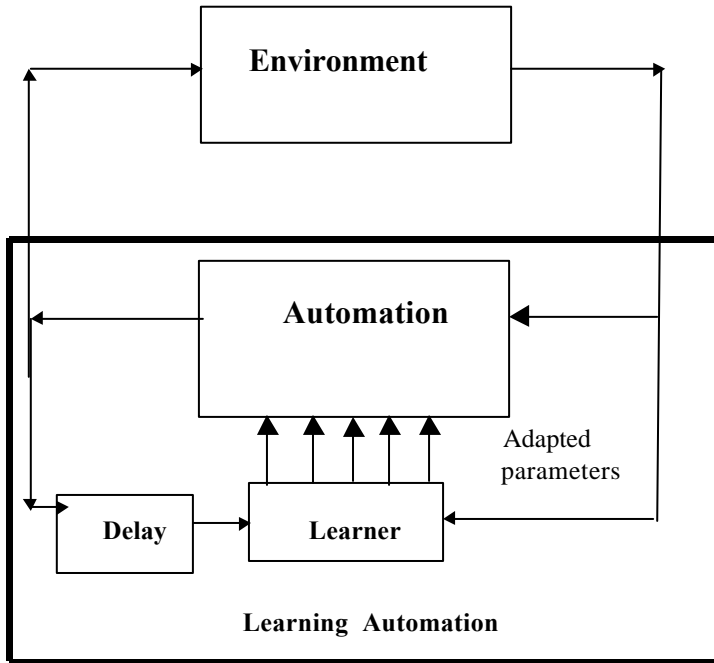 Environment
Automation
Adapted
parameters
Delay
Learner
Learning Automation